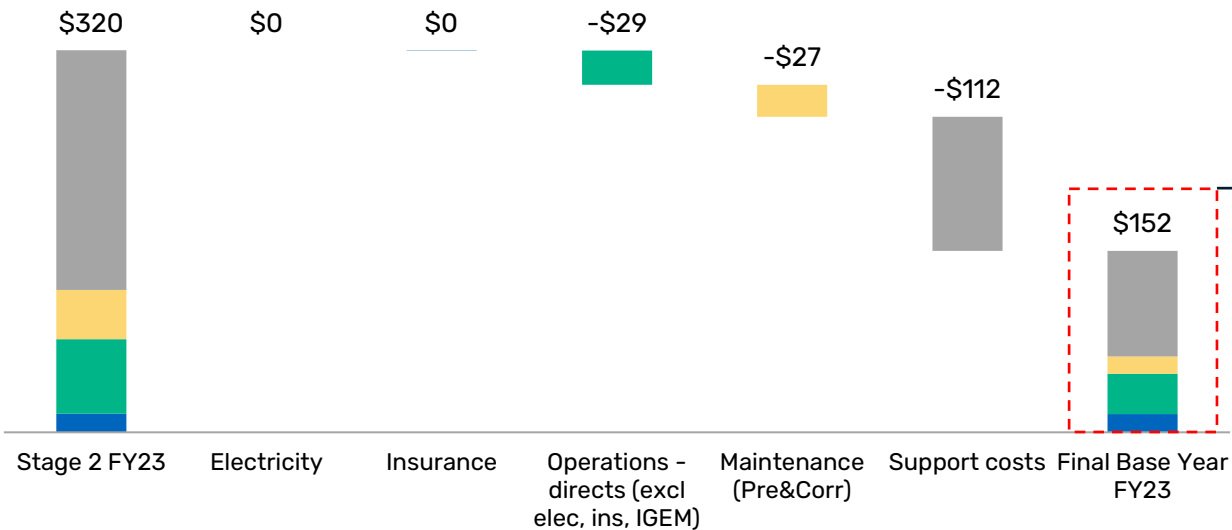 $320
$0
$0
-$29
-$27
-$112
$152
Stage 2 FY23
Electricity
Insurance
Operations -
directs (excl
elec, ins, IGEM)
Maintenance
(Pre&Corr)
Support costs
Final Base Year
FY23